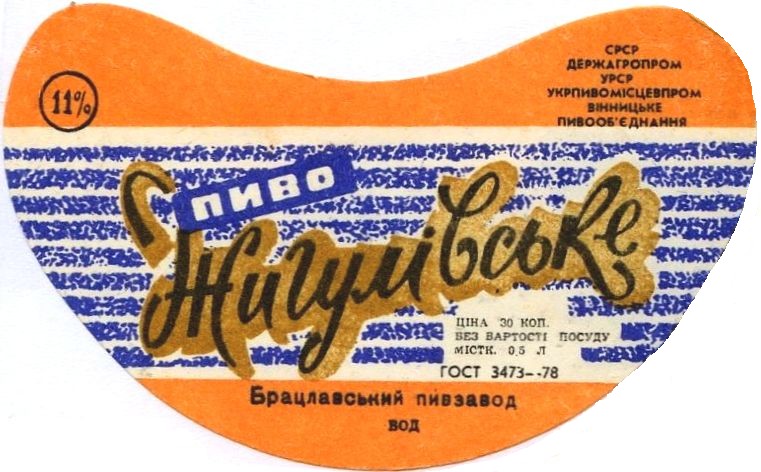 11%
СРСР
ДЕРЖАГРОПРОМ
УРСР
УКРПИВОМІСЦЕВПРОМ
ВІННИЦЬКЕ
ПИВООБ'ЄДНАННЯ
ПИВО
Жигулівське
ЦІНА 30 КОП.
БЕЗ ВАРТОСТІ ПОСУДУ
МІСТК. 0,5 Л
ГОСТ 3473--78
Брацлавський пивзавод
ВОД